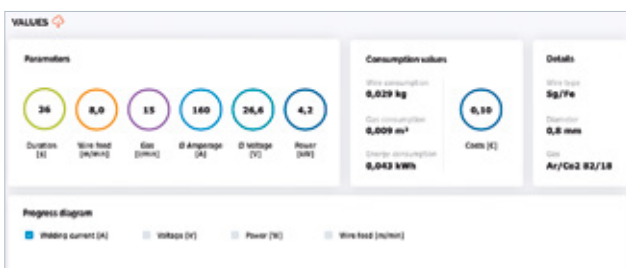 VALUES
Parameters
36
8,0
15
160
26,6
4,2
Duration
[s]
Wire feed
[m/min]
Gas
[l/min]
Ø Amperage
[A]
Ø Voltage
[V]
Power
[kW]
Consumption values
Wire consumption
0,029 kg
Gas consumption
0,009 m³
Energy consumption
0,043 kWh
0,10
Costs [€]
Details
Wire type
Sg/Fe
Diameter
0,8 mm
Gas
Ar/Co2 82/18
Progress diagram
Welding current [A]
Voltage [V]
Power [W]
Wire feed [m/min]